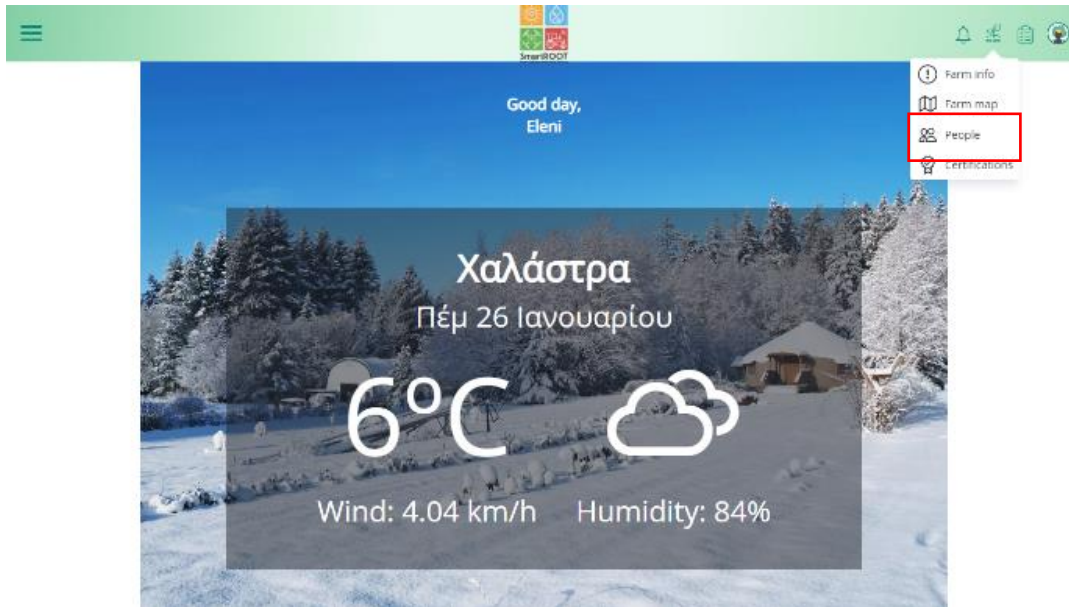 SmartROOT
Farm info
Farm map
People
Certifications
Good day,
Eleni
Χαλάστρα
Πέμ 26 Ιανουαρίου
6°C
Wind: 4.04 km/h Humidity: 84%